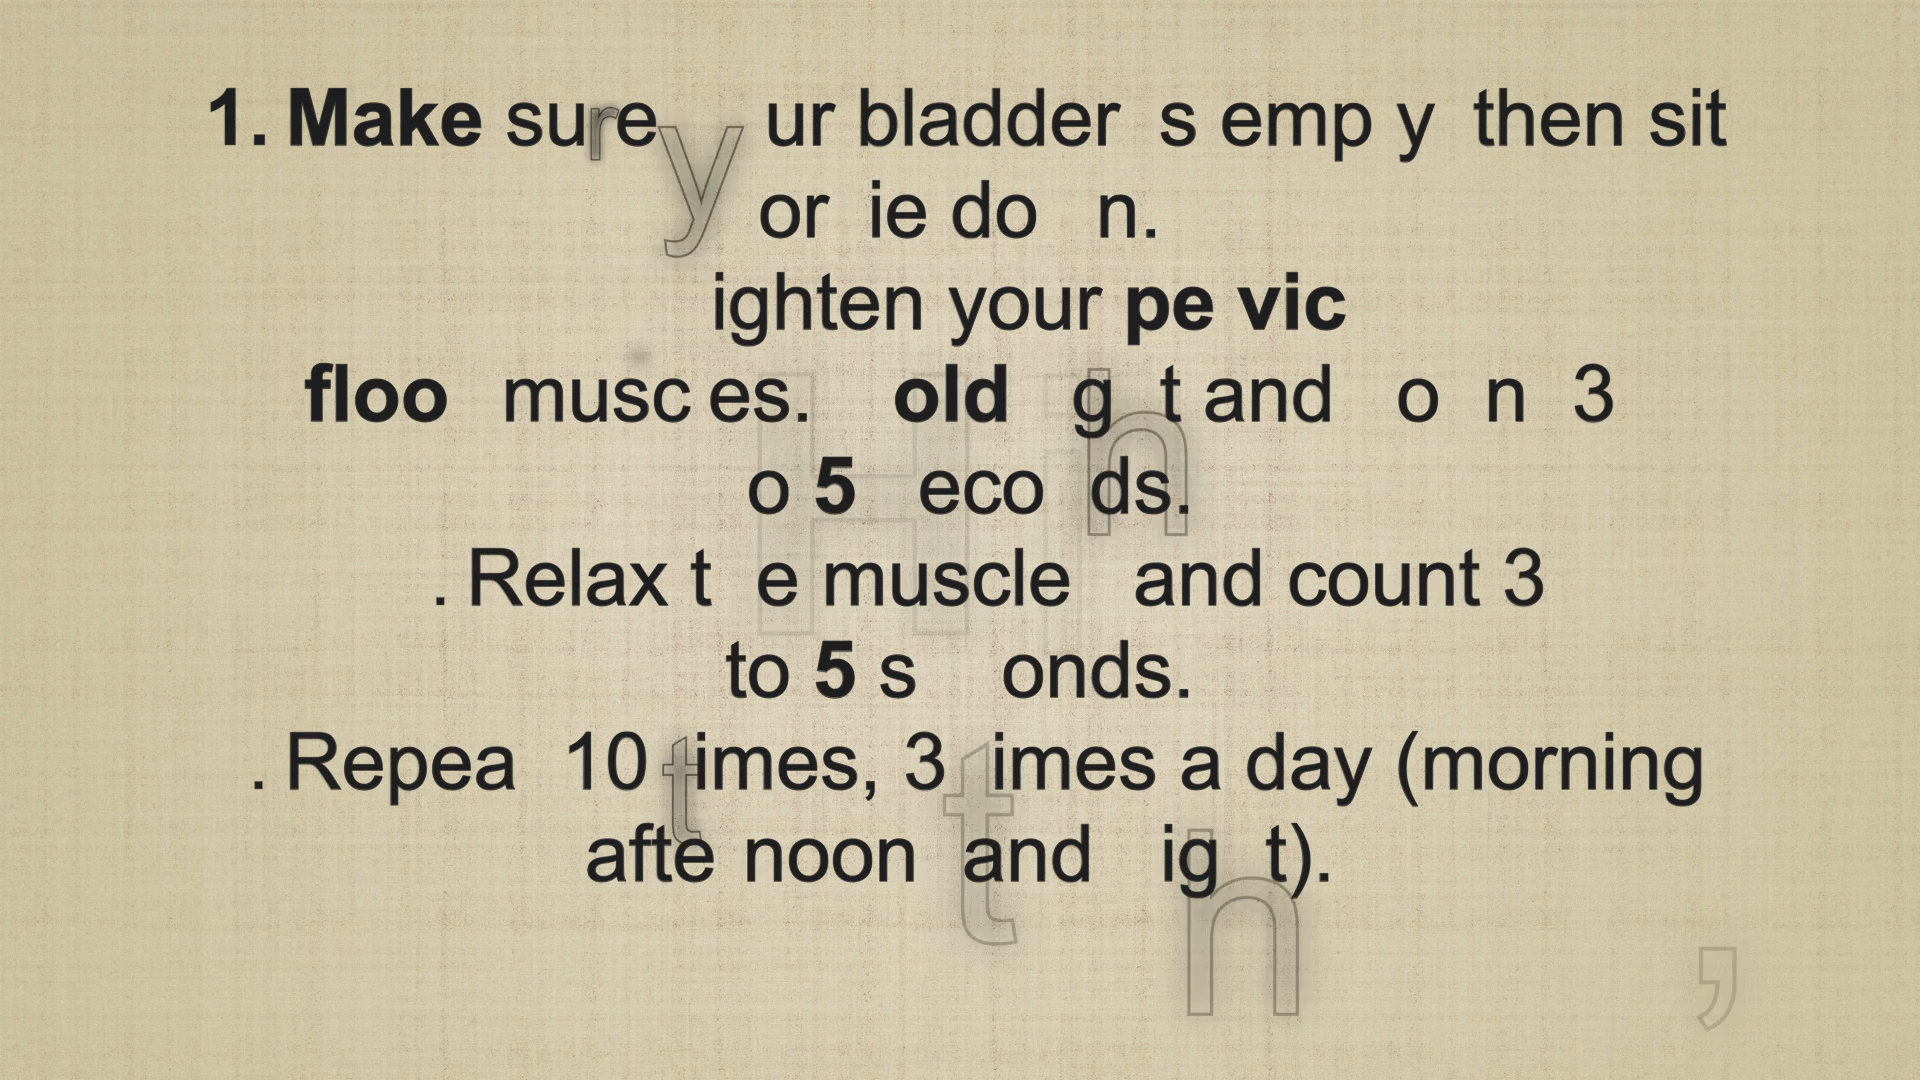 1. Make sure y ur bladder s emp y then sit
or ie do n.
ighten your pe vic
floo musc es. old g t and o n 3
o 5 eco ds.
. Relax t e muscle and count 3
to 5 s onds.
. Repea 10 times, 3 times a day (morning
afte noon and ig t).